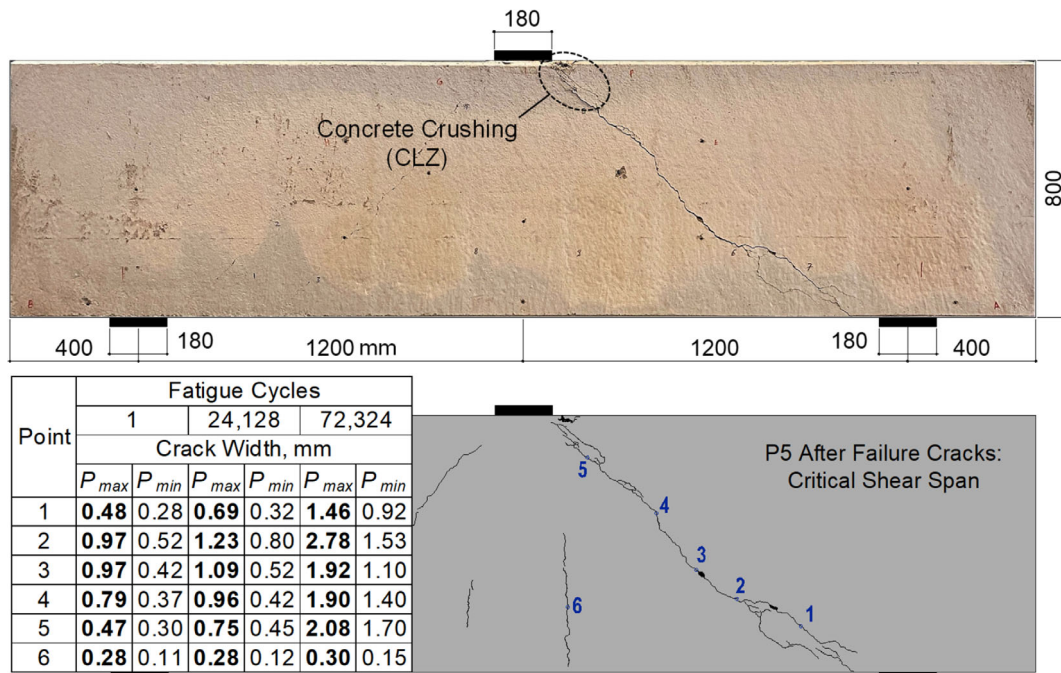 180
Concrete Crushing
(CLZ)
800
400
180
1200 mm
1200
180
400
Fatigue Cycles
Point
1 24,128 72,324
Crack Width, mm
P max P min P max P min P max P min
1 0.48 0.28 0.69 0.32 1.46 0.92
2 0.97 0.52 1.23 0.80 2.78 1.53
3 0.97 0.42 1.09 0.52 1.92 1.10
4 0.79 0.37 0.96 0.42 1.90 1.40
5 0.47 0.30 0.75 0.45 2.08 1.70
6 0.28 0.11 0.28 0.12 0.30 0.15
P5 After Failure Cracks:
Critical Shear Span
5
4
3
2
1
6